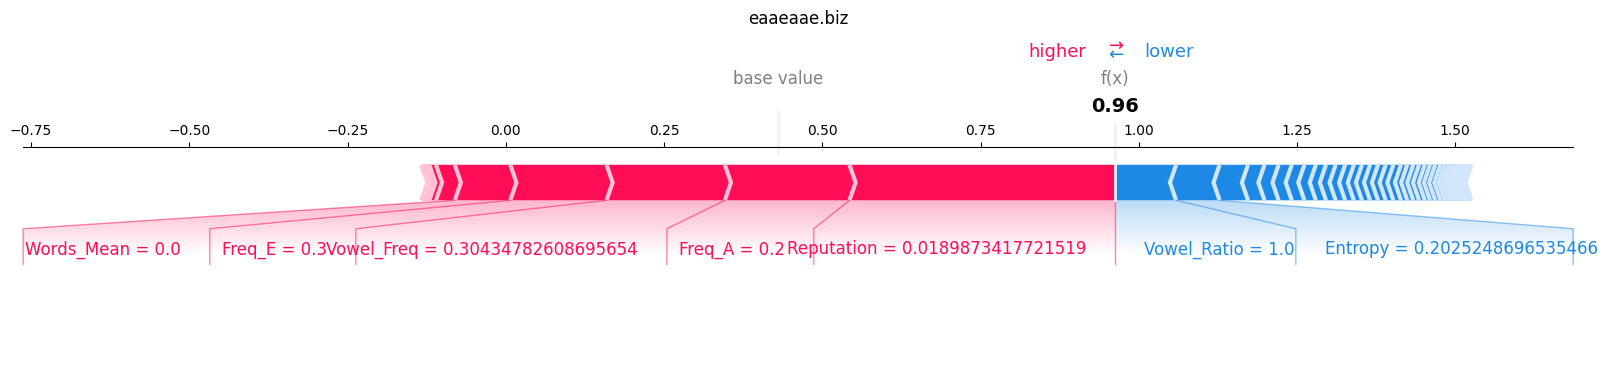 eaaeaae.biz
higher ⇄ lower
base value f(x)
0.96
−0.75 −0.50 −0.25 0.00 0.25 0.50 0.75 1.00 1.25 1.50
Words_Mean = 0.0 Freq_E = 0.3 Vowel_Freq = 0.30434782608695654 Freq_A = 0.2 Reputation = 0.0189873417721519 Vowel_Ratio = 1.0 Entropy = 0.2025248696535466